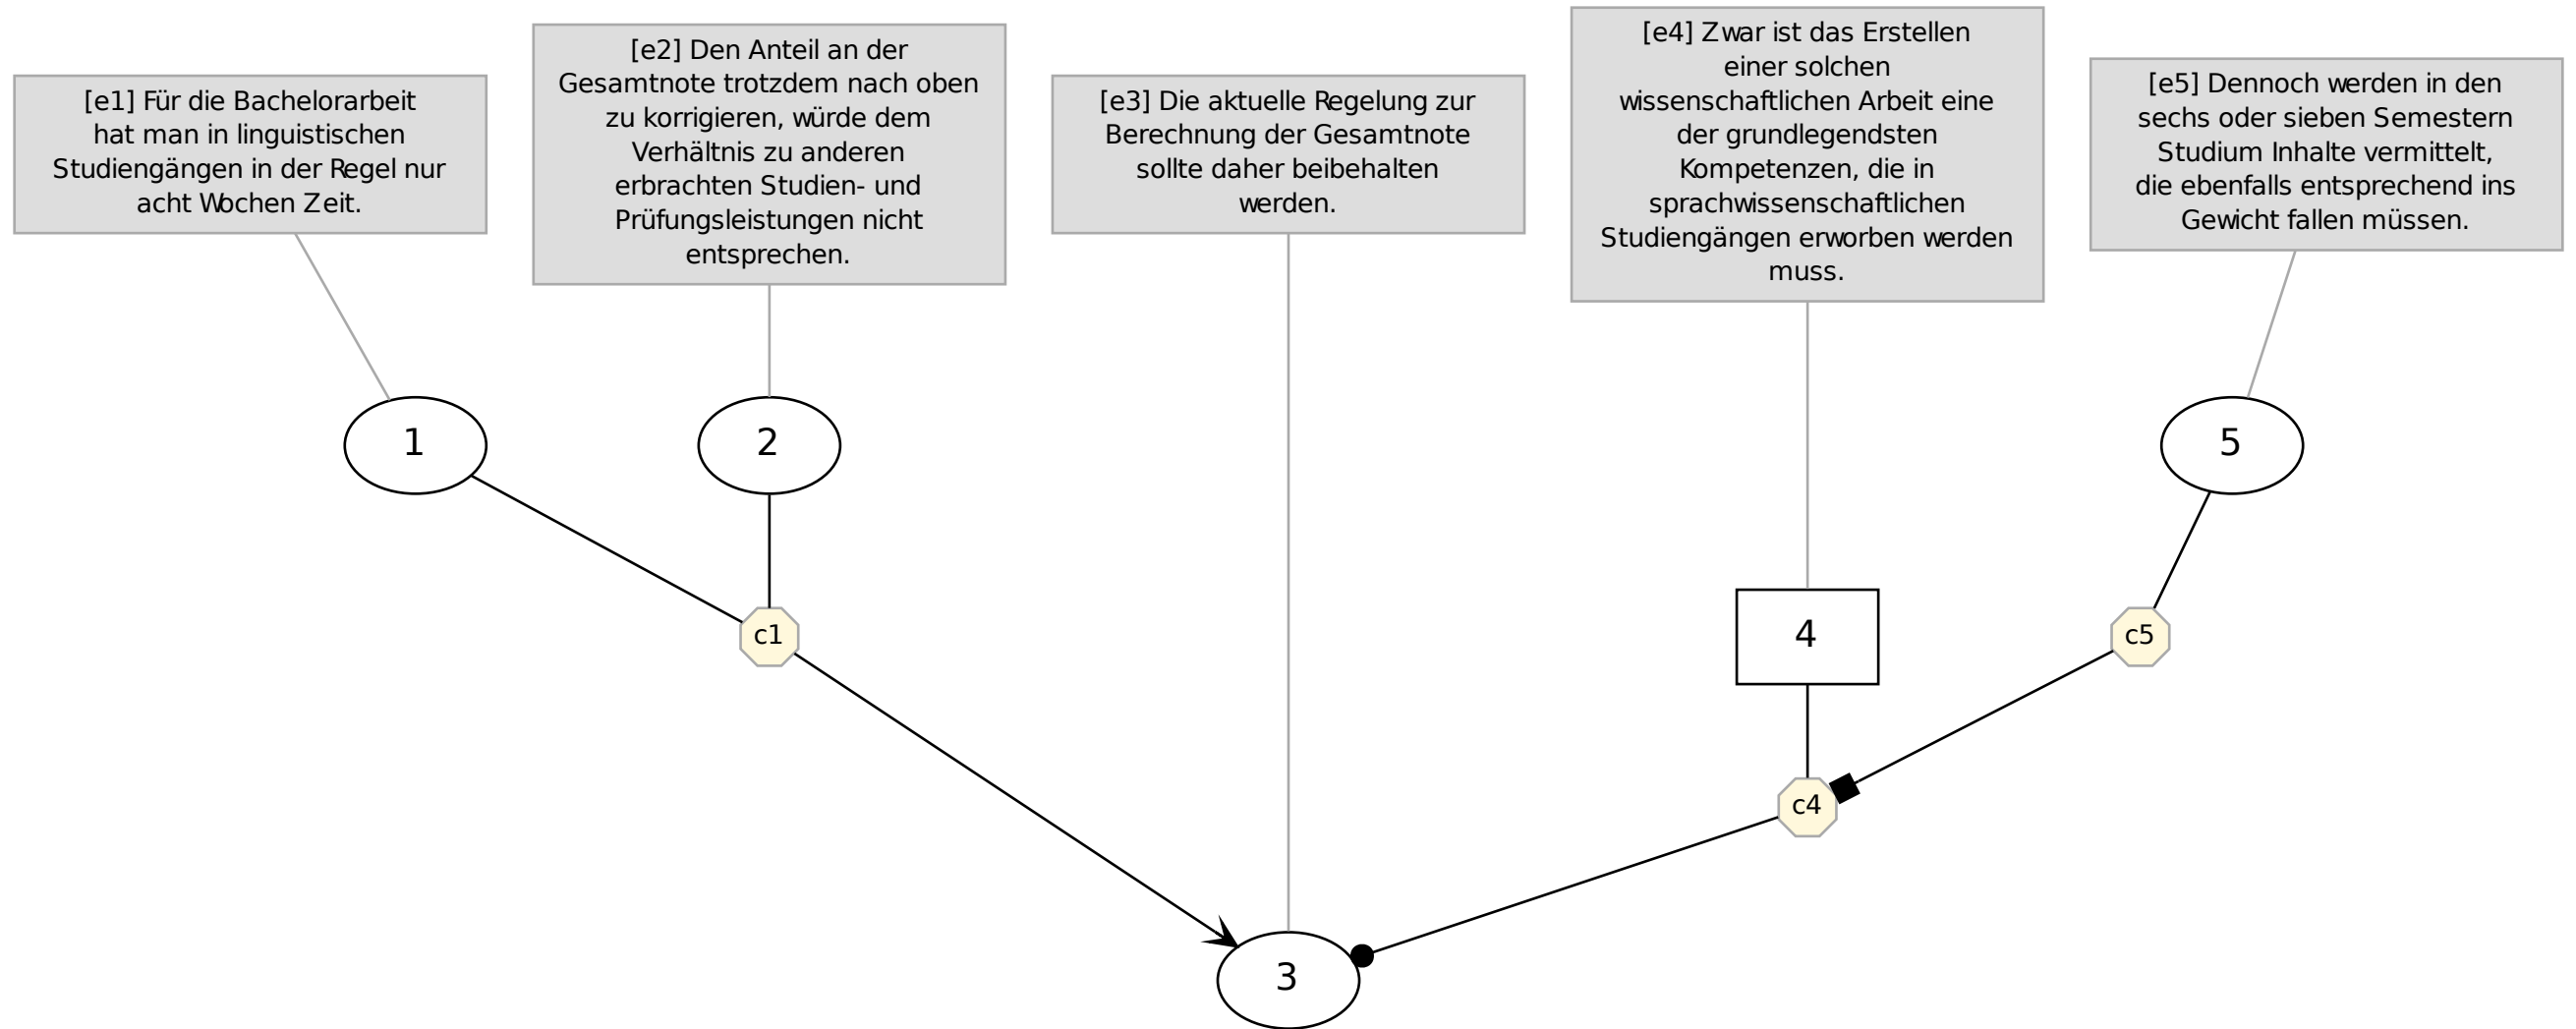 [e1] Für die Bachelorarbeit
hat man in linguistischen
Studiengängen in der Regel nur
acht Wochen Zeit.
[e2] Den Anteil an der
Gesamtnote trotzdem nach oben
zu korrigieren, würde dem
Verhältnis zu anderen
erbrachten Studien- und
Prüfungsleistungen nicht
entsprechen.
[e3] Die aktuelle Regelung zur
Berechnung der Gesamtnote
sollte daher beibehalten
werden.
[e4] Zwar ist das Erstellen
einer solchen
wissenschaftlichen Arbeit eine
der grundlegendsten
Kompetenzen, die in
sprachwissenschaftlichen
Studiengängen erworben werden
muss.
[e5] Dennoch werden in den
sechs oder sieben Semestern
Studium Inhalte vermittelt,
die ebenfalls entsprechend ins
Gewicht fallen müssen.
1
2
5
c1
4
c5
c4
3